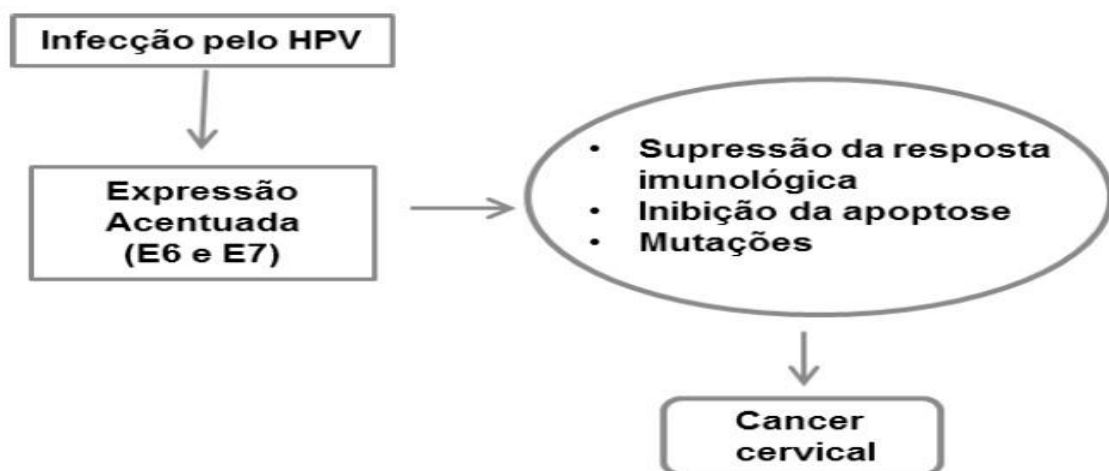 Infecção pelo HPV
Expressão
Acentuada
(E6 e E7)
• Supressão da resposta
imunológica
• Inibição da apoptose
• Mutações
Cancer
cervical